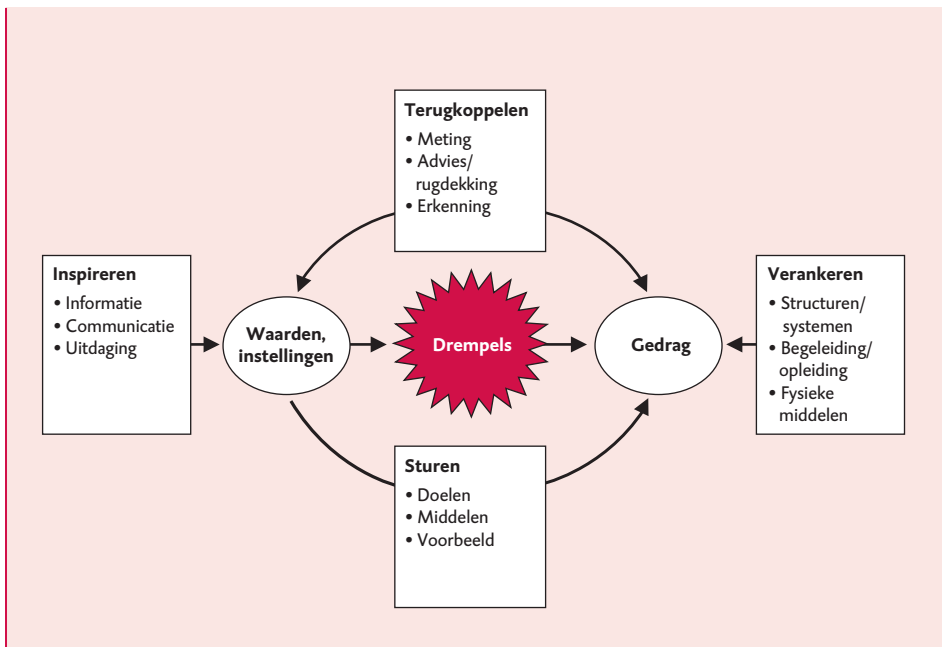 Terugkoppelen
• Meting
• Advies/
rugdekking
• Erkenning
Inspireren
• Informatie
• Communicatie
• Uitdaging
Waarden,
instellingen
Drempels
Gedrag
Verankeren
• Structuren/
systemen
• Begeleiding/
opleiding
• Fysieke
middelen
Sturen
• Doelen
• Middelen
• Voorbeeld